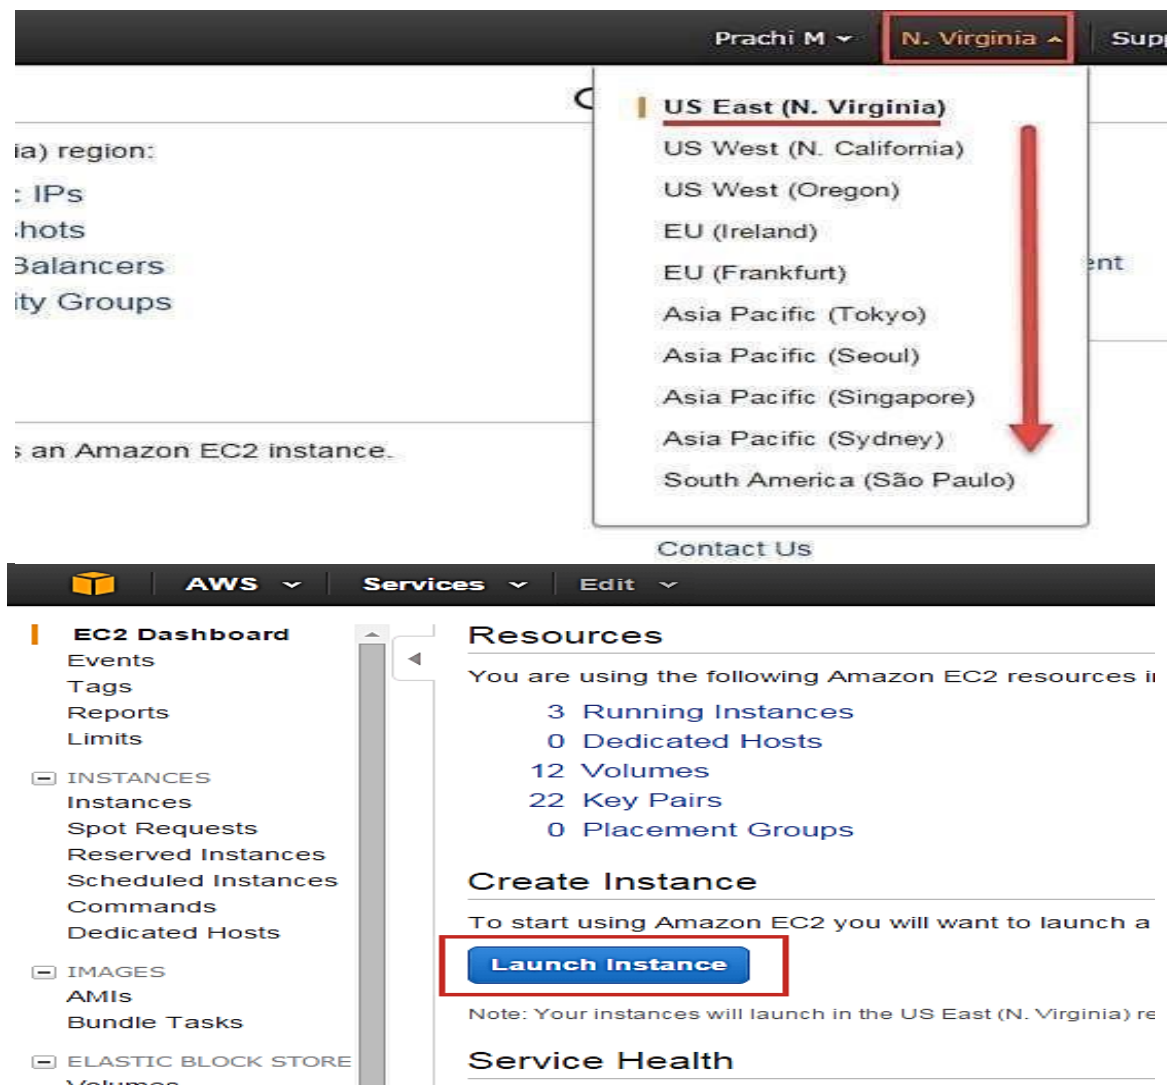 Prachi M N. Virginia
US East (N. Virginia)
US West (N. California)
US West (Oregon)
EU (Ireland)
EU (Frankfurt)
Asia Pacific (Tokyo)
Asia Pacific (Seoul)
Asia Pacific (Singapore)
Asia Pacific (Sydney)
South America (São Paulo)
ia) region:
IPs
hots
Balancers
ity Groups
s an Amazon EC2 instance.
ent
Contact Us
AWS Services Edit
EC2 Dashboard
Events
Tags
Reports
Limits
INSTANCES
Instances
Spot Requests
Reserved Instances
Scheduled Instances
Commands
Dedicated Hosts
IMAGES
AMIs
Bundle Tasks
ELASTIC BLOCK STORE
Volumes
Resources
You are using the following Amazon EC2 resources i
3 Running Instances
0 Dedicated Hosts
12 Volumes
22 Key Pairs
0 Placement Groups
Create Instance
To start using Amazon EC2 you will want to launch a
Launch Instance
Note: Your instances will launch in the US East (N. Virginia) re
Service Health